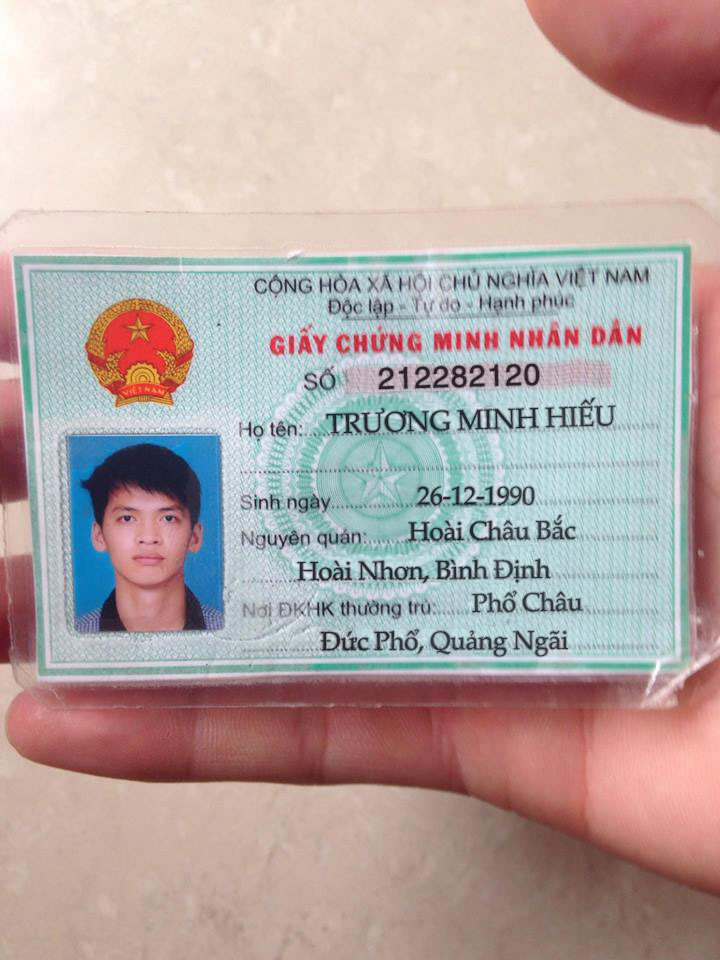 CỘNG HÒA XÃ HỘI CHỦ NGHĨA VIỆT NAM
Độc lập - Tự do - Hạnh phúc
GIẤY CHỨNG MINH NHÂN DÂN
SỐ 212282120
Họ tên: TRƯƠNG MINH HIẾU
Sinh ngày 26-12-1990
Nguyên quán: Hoài Châu Bắc
Hoài Nhơn, Bình Định
Nơi ĐKHK thường trú: Phổ Châu
Đức Phổ, Quảng Ngãi
VIỆT NAM